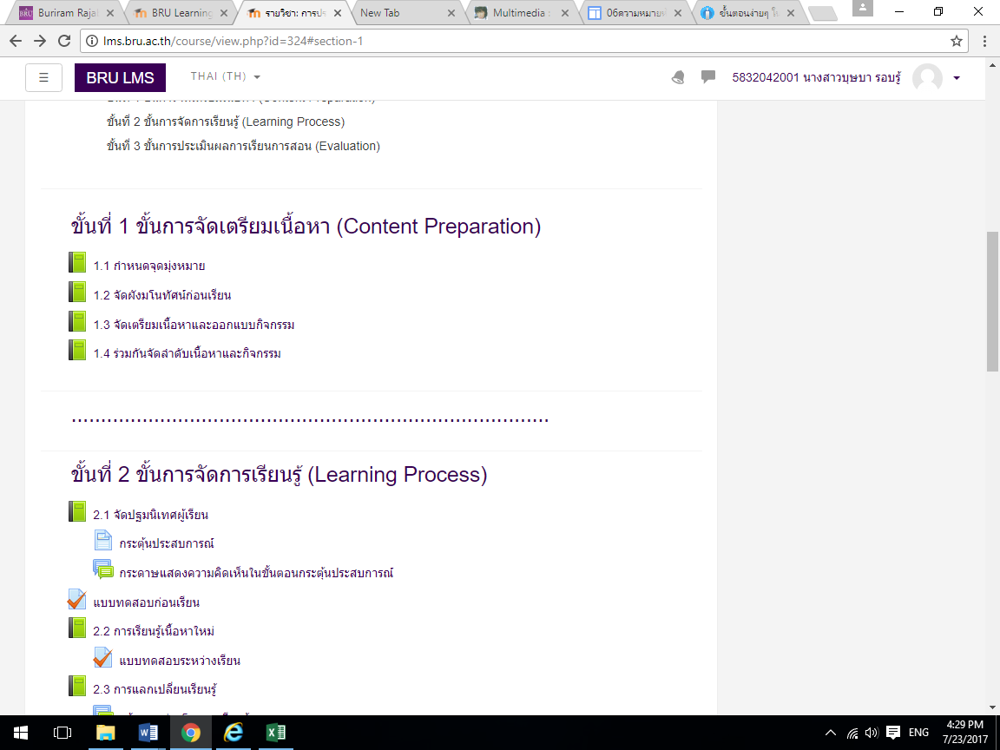 Buriram Raja
BRU Learning
รายวิชา: การปร
New Tab
Multimedia
06ความหมายท
ขั้นตอนง่ายๆ ใ
lms.bru.ac.th/course/view.php?id=324#section-1
BRU LMS
THAI (TH)
5832042001 นางสาวบุษบา รอบรู้
ขั้นที่ 2 ขั้นการจัดการเรียนรู้ (Learning Process)
ขั้นที่ 3 ขั้นการประเมินผลการเรียนการสอน (Evaluation)
ขั้นที่ 1 ขั้นการจัดเตรียมเนื้อหา (Content Preparation)
1.1 กำหนดจุดมุ่งหมาย
1.2 จัดผังมโนทัศน์ก่อนเรียน
1.3 จัดเตรียมเนื้อหาและออกแบบกิจกรรม
1.4 ร่วมกันจัดลำดับเนื้อหาและกิจกรรม
................................................................................
ขั้นที่ 2 ขั้นการจัดการเรียนรู้ (Learning Process)
2.1 จัดปฐมนิเทศผู้เรียน
กระตุ้นประสบการณ์
กระดาษแสดงความคิดเห็นในขั้นตอนกระตุ้นประสบการณ์
แบบทดสอบก่อนเรียน
2.2 การเรียนรู้เนื้อหาใหม่
แบบทดสอบระหว่างเรียน
2.3 การแลกเปลี่ยนเรียนรู้
ENG
4:29 PM
7/23/2017